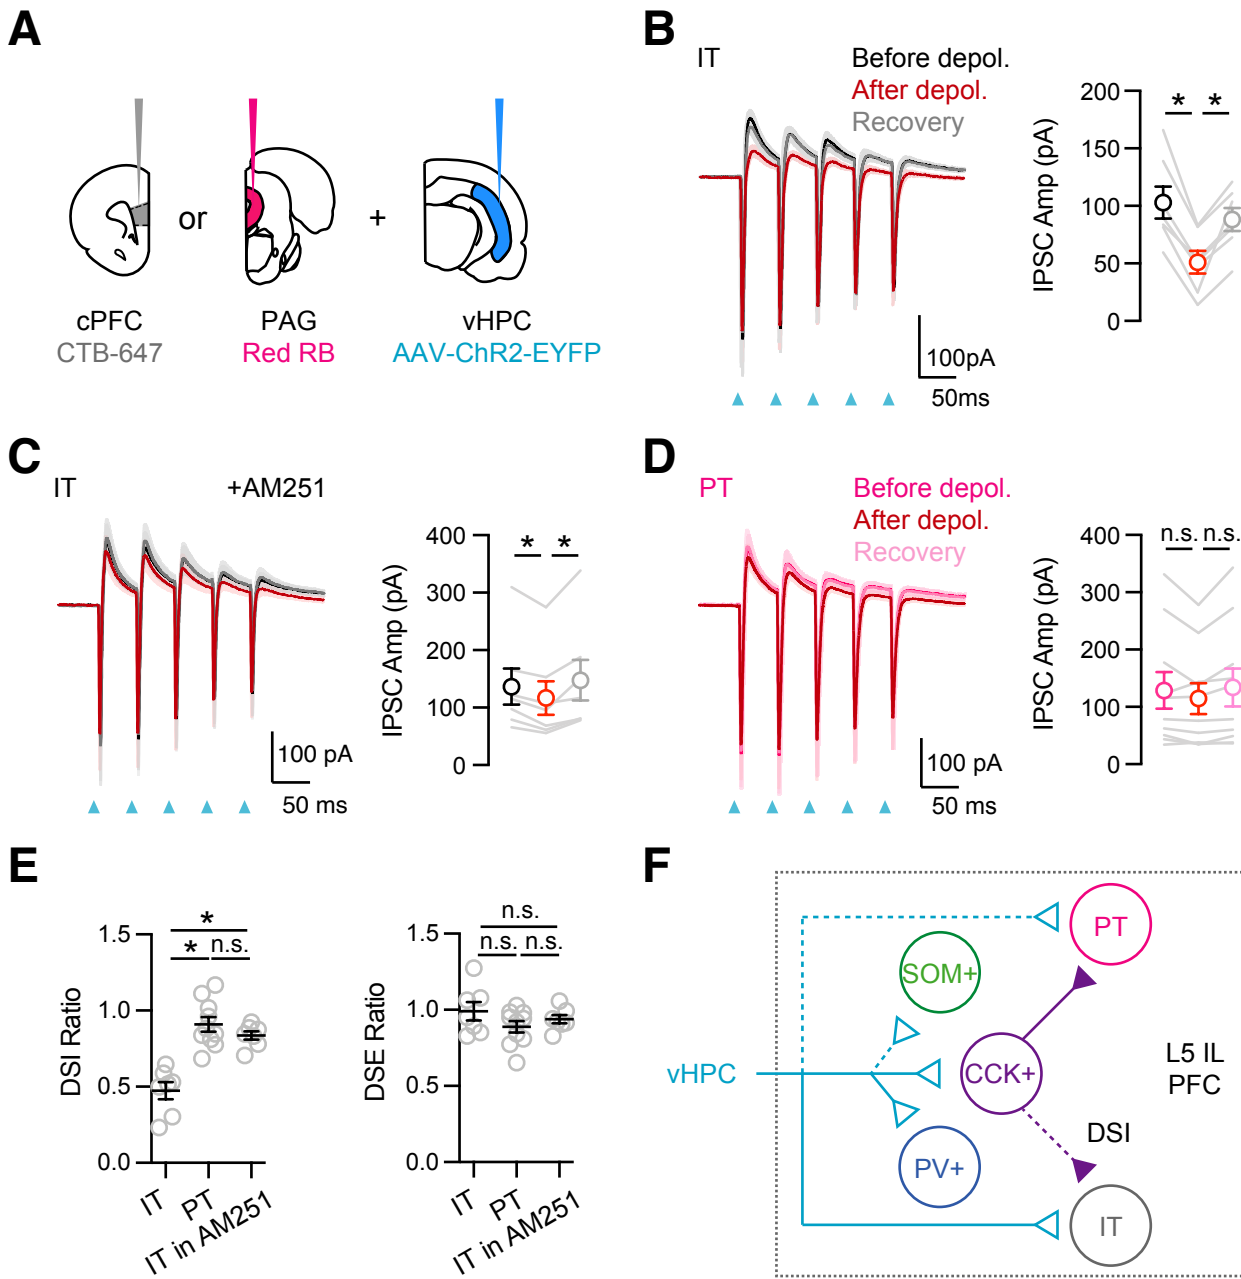 A
or
+
cPFC
CTB-647
PAG
Red RB
vHPC
AAV-ChR2-EYFP
B
IT
Before depol.
After depol.
Recovery
100pA
50ms
IPSC Amp (pA)
200
150
100
50
0
* *
C
IT
+AM251
100 pA
50 ms
IPSC Amp (pA)
400
300
200
100
0
* *
D
PT
Before depol.
After depol.
Recovery
100 pA
50 ms
IPSC Amp (pA)
400
300
200
100
0
n.s. n.s.
E
DSI Ratio
1.5
1.0
0.5
0.0
*
* n.s.
IT
PT
IT in AM251
DSE Ratio
1.5
1.0
0.5
0.0
n.s.
n.s. n.s.
IT
PT
IT in AM251
F
PT
SOM+
vHPC
CCK+
L5 IL
PFC
DSI
PV+
IT